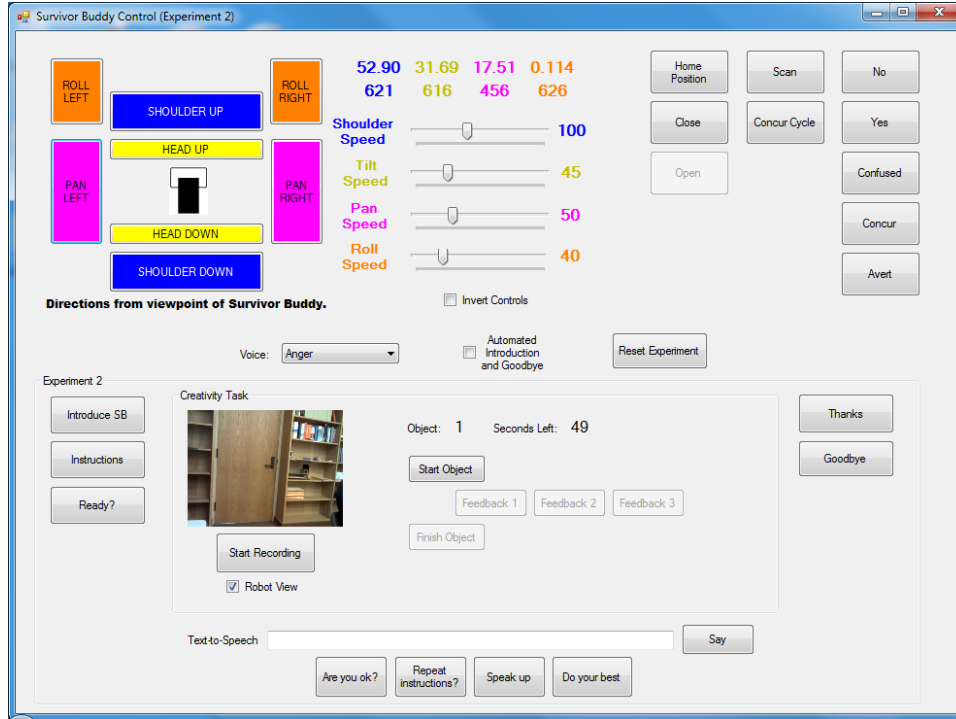 Survivor Buddy Control (Experiment 2)
ROLL
LEFT
SHOULDER UP
ROLL
RIGHT
HEAD UP
PAN
LEFT
PAN
RIGHT
HEAD DOWN
SHOULDER DOWN
Directions from viewpoint of Survivor Buddy.
52.90 31.69 17.51 0.114
621 616 456 626
Shoulder
Speed
100
Tilt
Speed
45
Pan
Speed
50
Roll
Speed
40
Invert Controls
Home
Position
Scan
No
Close
Concur Cycle
Yes
Open
Confused
Concur
Avert
Voice: Anger
Automated
Introduction
and Goodbye
Reset Experiment
Experiment 2
Introduce SB
Instructions
Ready?
Creativity Task
Object: 1 Seconds Left: 49
Start Object
Feedback 1 Feedback 2 Feedback 3
Finish Object
Start Recording
Robot View
Thanks
Goodbye
Text-to-Speech
Say
Are you ok?
Repeat
instructions?
Speak up
Do your best